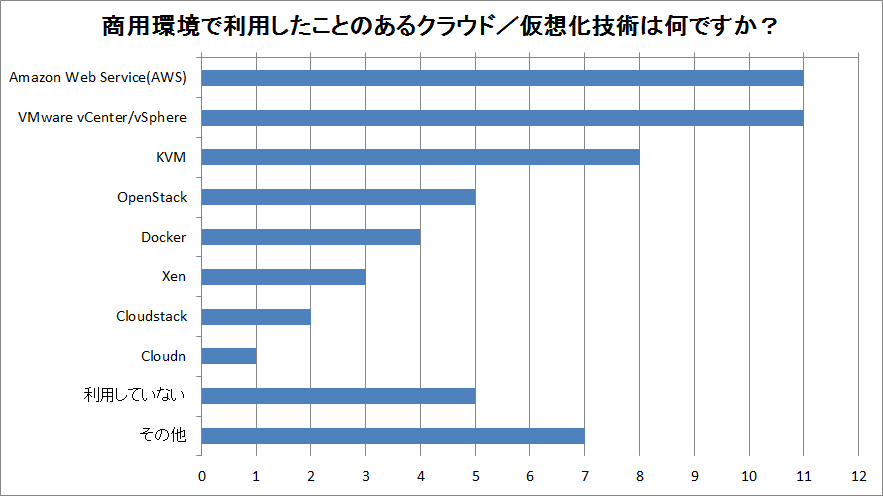 商用環境で利用したことのあるクラウド／仮想化技術は何ですか？
Amazon Web Service(AWS)
VMware vCenter/vSphere
KVM
OpenStack
Docker
Xen
Cloudstack
Cloudn
利用していない
その他
0 1 2 3 4 5 6 7 8 9 10 11 12